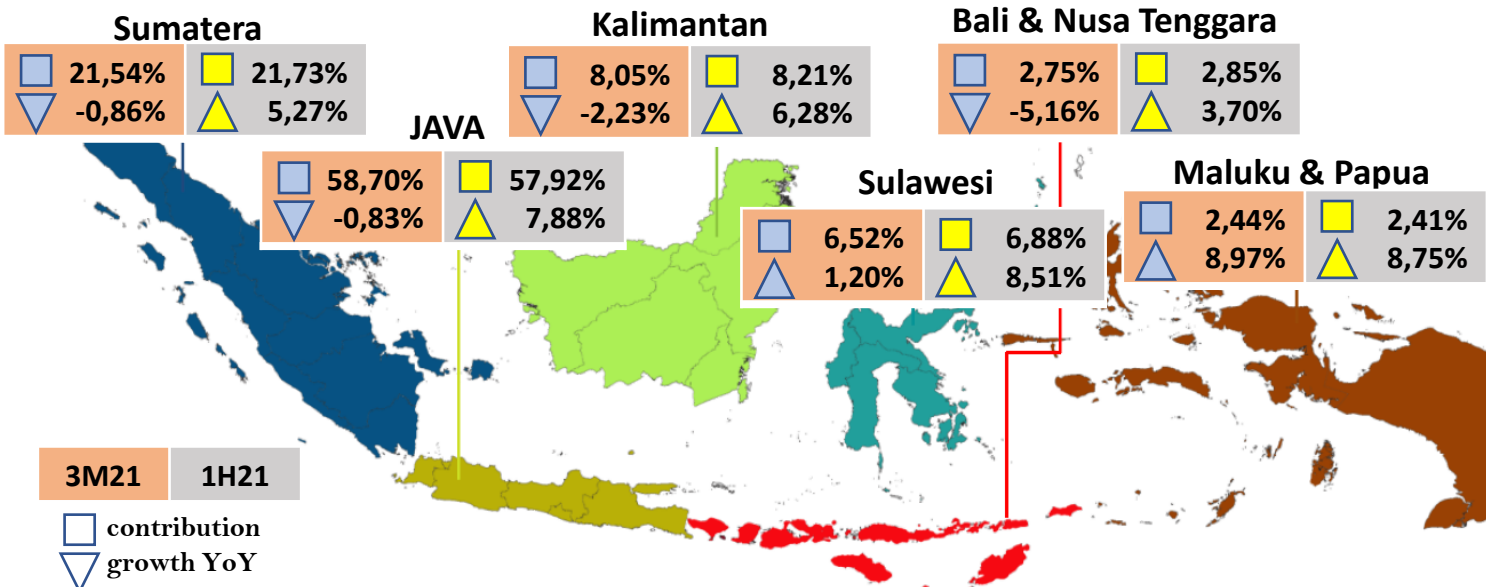 Sumatera
21,54% 21,73%
-0,86% 5,27%
Kalimantan
8,05% 8,21%
-2,23% 6,28%
Bali & Nusa Tenggara
2,75% 2,85%
-5,16% 3,70%
JAVA
58,70% 57,92%
-0,83% 7,88%
Sulawesi
6,52% 6,88%
1,20% 8,51%
Maluku & Papua
2,44% 2,41%
8,97% 8,75%
3M21 1H21
contribution
growth YoY